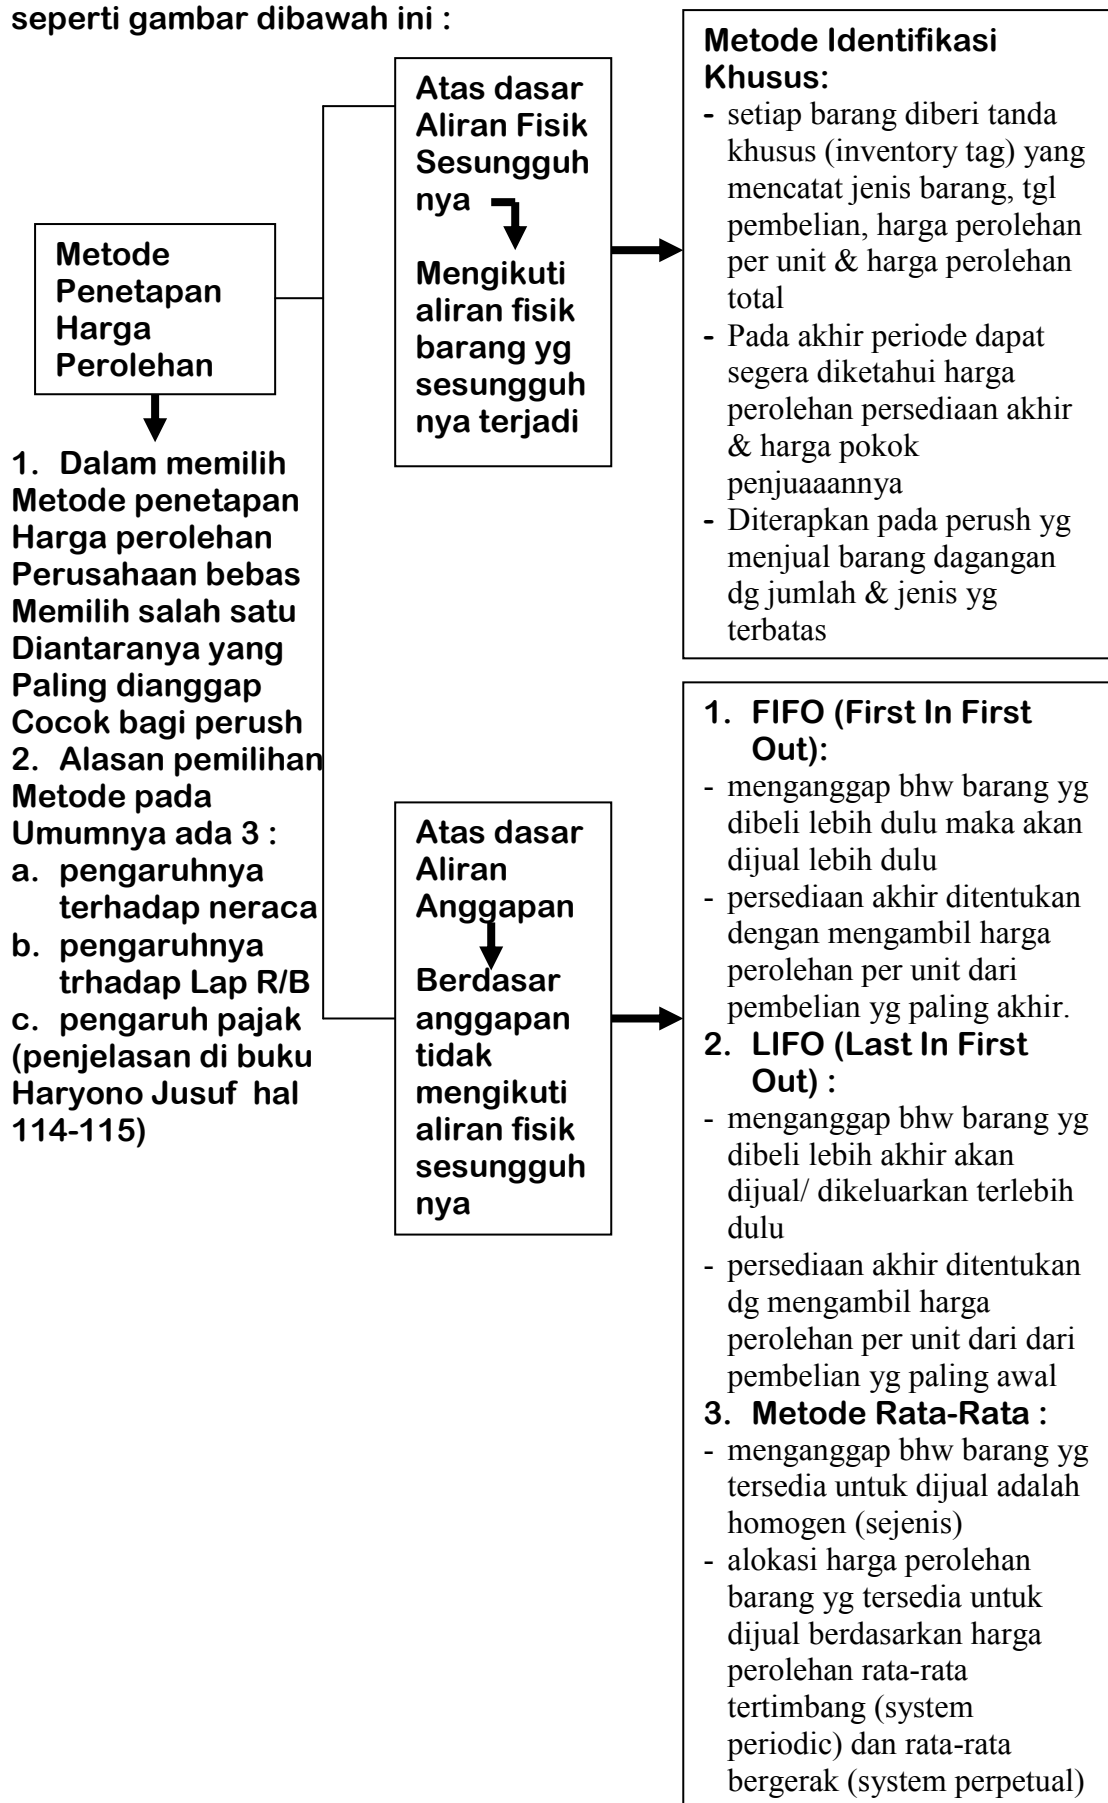 seperti gambar dibawah ini :
Metode
Penetapan
Harga
Perolehan
1. Dalam memilih
Metode penetapan
Harga perolehan
Perusahaan bebas
Memilih salah satu
Diantaranya yang
Paling dianggap
Cocok bagi perush
2. Alasan pemilihan
Metode pada
Umumnya ada 3 :
a. pengaruhnya
terhadap neraca
b. pengaruhnya
trhadap Lap R/B
c. pengaruh pajak
(penjelasan di buku
Haryono Jusuf hal
114-115)
Atas dasar
Aliran Fisik
Sesungguh
nya
Mengikuti
aliran fisik
barang yg
sesungguh
nya terjadi
Metode Identifikasi
Khusus:
- setiap barang diberi tanda
khusus (inventory tag) yang
mencatat jenis barang, tgl
pembelian, harga perolehan
per unit & harga perolehan
total
- Pada akhir periode dapat
segera diketahui harga
perolehan persediaan akhir
& harga pokok
penjuaaannya
- Diterapkan pada perush yg
menjual barang dagangan
dg jumlah & jenis yg
terbatas
Atas dasar
Aliran
Anggapan
Berdasar
anggapan
tidak
mengikuti
aliran fisik
sesungguh
nya
1. FIFO (First In First
Out):
- menganggap bhw barang yg
dibeli lebih dulu maka akan
dijual lebih dulu
- persediaan akhir ditentukan
dengan mengambil harga
perolehan per unit dari
pembelian yg paling akhir.
2. LIFO (Last In First
Out) :
- menganggap bhw barang yg
dibeli lebih akhir akan
dijual/ dikeluarkan terlebih
dulu
- persediaan akhir ditentukan
dg mengambil harga
perolehan per unit dari dari
pembelian yg paling awal
3. Metode Rata-Rata :
- menganggap bhw barang yg
tersedia untuk dijual adalah
homogen (sejenis)
- alokasi harga perolehan
barang yg tersedia untuk
dijual berdasarkan harga
perolehan rata-rata
tertimbang (system
periodic) dan rata-rata
bergerak (system perpetual)